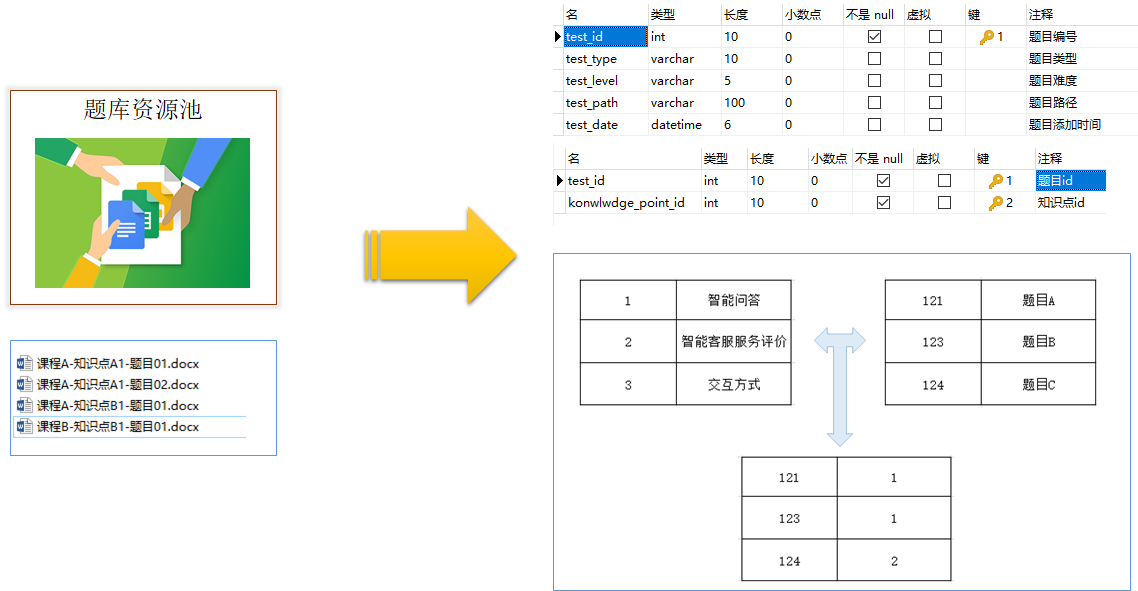 题库资源池
课程A-知识点A1-题目01.docx
课程A-知识点A1-题目02.docx
课程A-知识点B1-题目01.docx
课程B-知识点B1-题目01.docx
名 类型 长度 小数点 不是 null 虚拟 键 注释
test_id int 10 0 1 题目编号
test_type varchar 10 0 题目类型
test_level varchar 5 0 题目难度
test_path varchar 100 0 题目路径
test_date datetime 6 0 题目添加时间
名 类型 长度 小数点 不是 null 虚拟 键 注释
test_id int 10 0 1 题目id
konwlwdge_point_id int 10 0 2 知识点id
1 智能问答
2 智能客服服务评价
3 交互方式
121 题目A
123 题目B
124 题目C
121 1
123 1
124 2